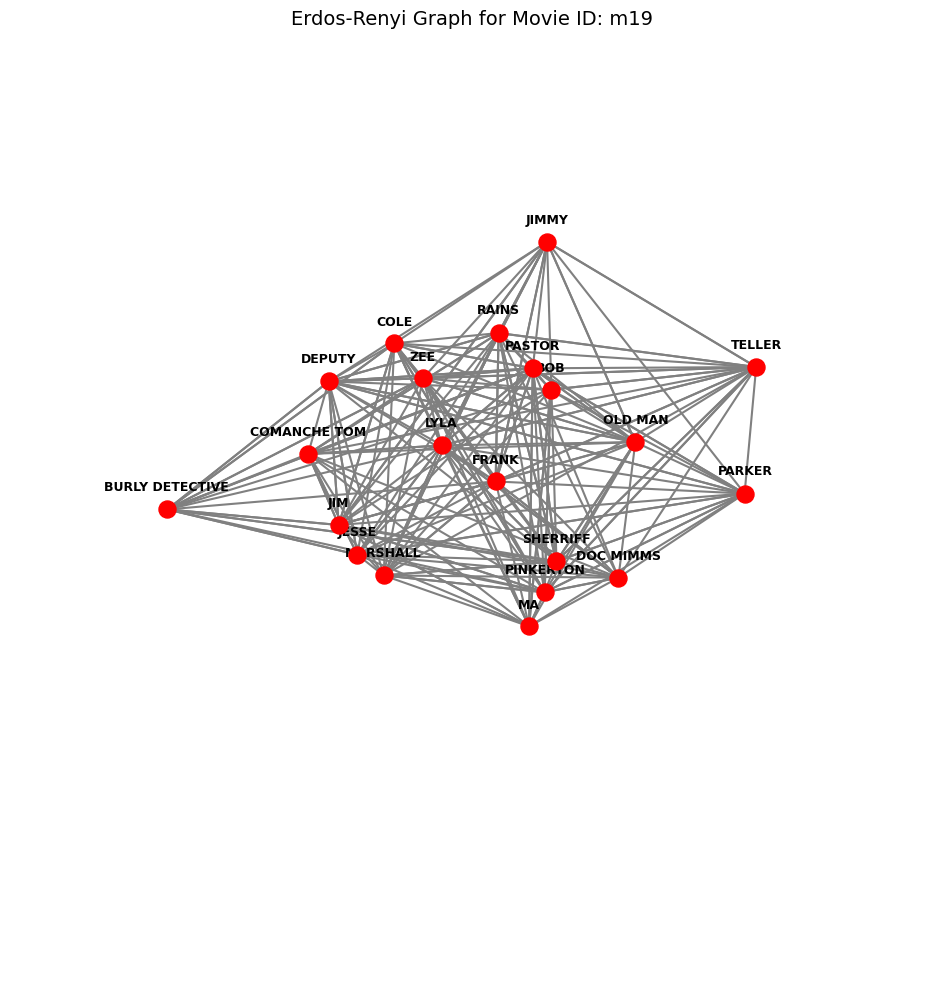 Erdos-Renyi Graph for Movie ID: m19
JIMMY
RAINS
COLE
TELLER
PASTOR
ZEE
DEPUTY
BOB
OLD MAN
LYLA
COMANCHE TOM
FRANK
PARKER
BURLY DETECTIVE
JIM
JESSE
SHERRIFF
MARSHALL
DOC MIMMS
PINKERTON
MA